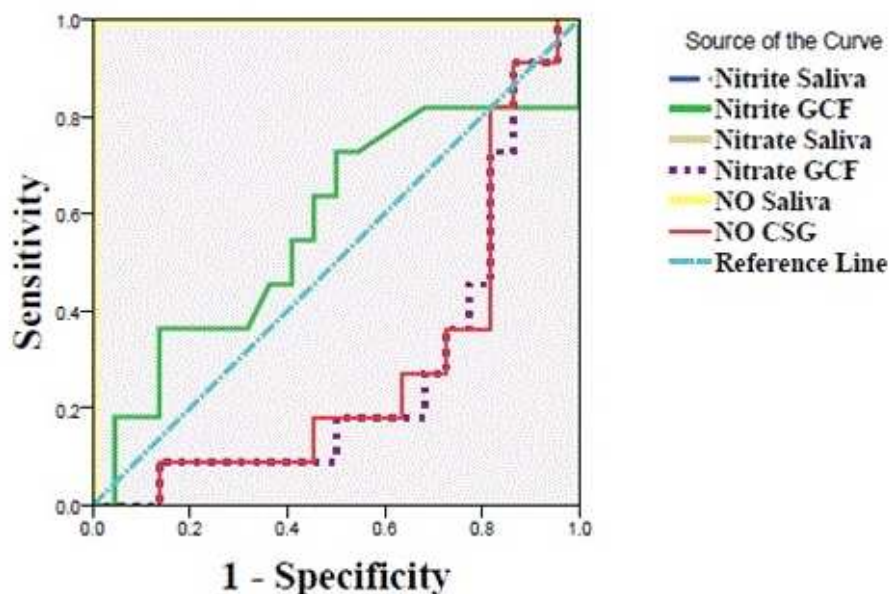 Source of the Curve
Nitrite Saliva
Nitrite GCF
Nitrate Saliva
Nitrate GCF
NO Saliva
NO CSG
Reference Line
Sensitivity
1.0
0.8
0.6
0.4
0.2
0.0
0.0 0.2 0.4 0.6 0.8 1.0
1 - Specificity